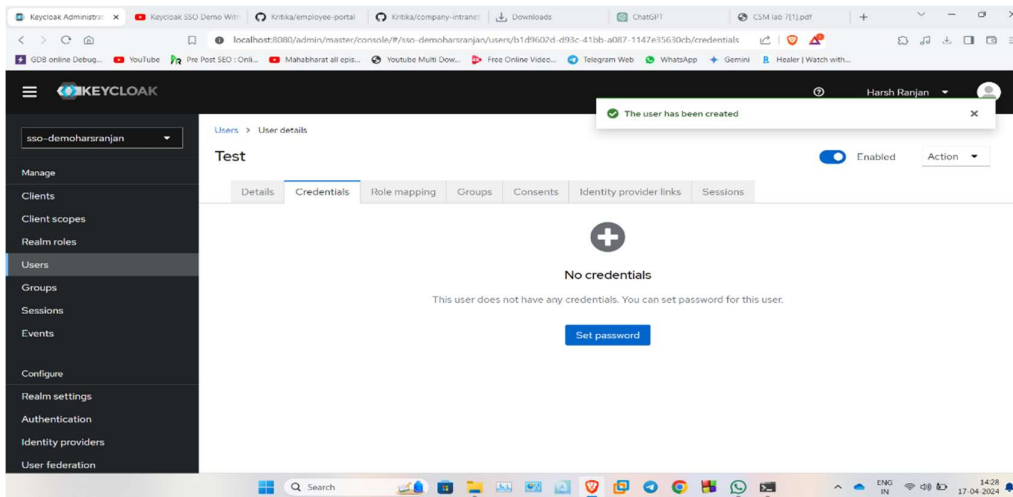 Keycloak Administrat
Keycloak SSO Demo With
Kritika/employee-portal
Kritika/company-intranet
Downloads
ChatGPT
CSM lab 7[1].pdf
localhost:8080/admin/master/console/#/sso-demoharsranjan/users/b1d9602d-d93c-41bb-a087-1147e35630cb/credentials
GDB online Debug...
YouTube
Pre Post SEO : Onli...
Mahabharat all epis...
Youtube Multi Dow...
Free Online Video...
Telegram Web
WhatsApp
Gemini
Healer | Watch with...
KEYCLOAK
Harsh Ranjan
The user has been created
sso-demoharsranjan
Users > User details
Test
Enabled
Action
Manage
Details
Credentials
Role mapping
Groups
Consents
Identity provider links
Sessions
Clients
Client scopes
Realm roles
Users
Groups
Sessions
Events
No credentials
This user does not have any credentials. You can set password for this user.
Set password
Configure
Realm settings
Authentication
Identity providers
User federation
Search
ENG
IN
14:28
17-04-2024